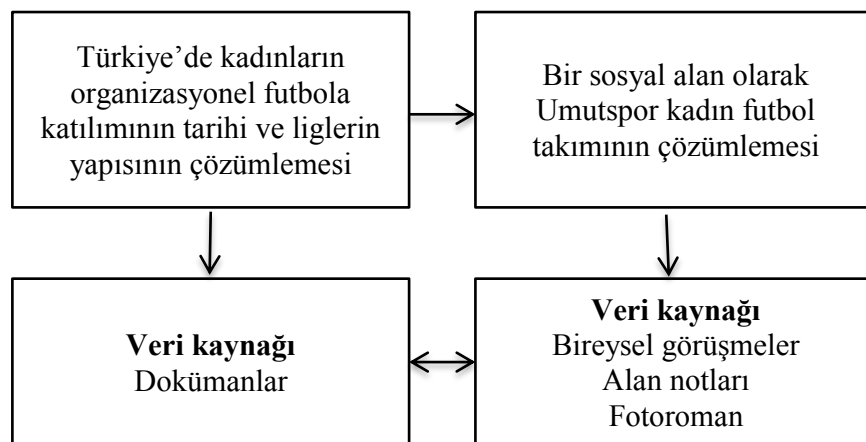 Türkiye’de kadınların
organizasyonel futbola
katılımının tarihi ve liglerin
yapısının çözümlemesi
Bir sosyal alan olarak
Umutspor kadın futbol
takımının çözümlemesi
Veri kaynağı
Dokümanlar
Veri kaynağı
Bireysel görüşmeler
Alan notları
Fotoroman